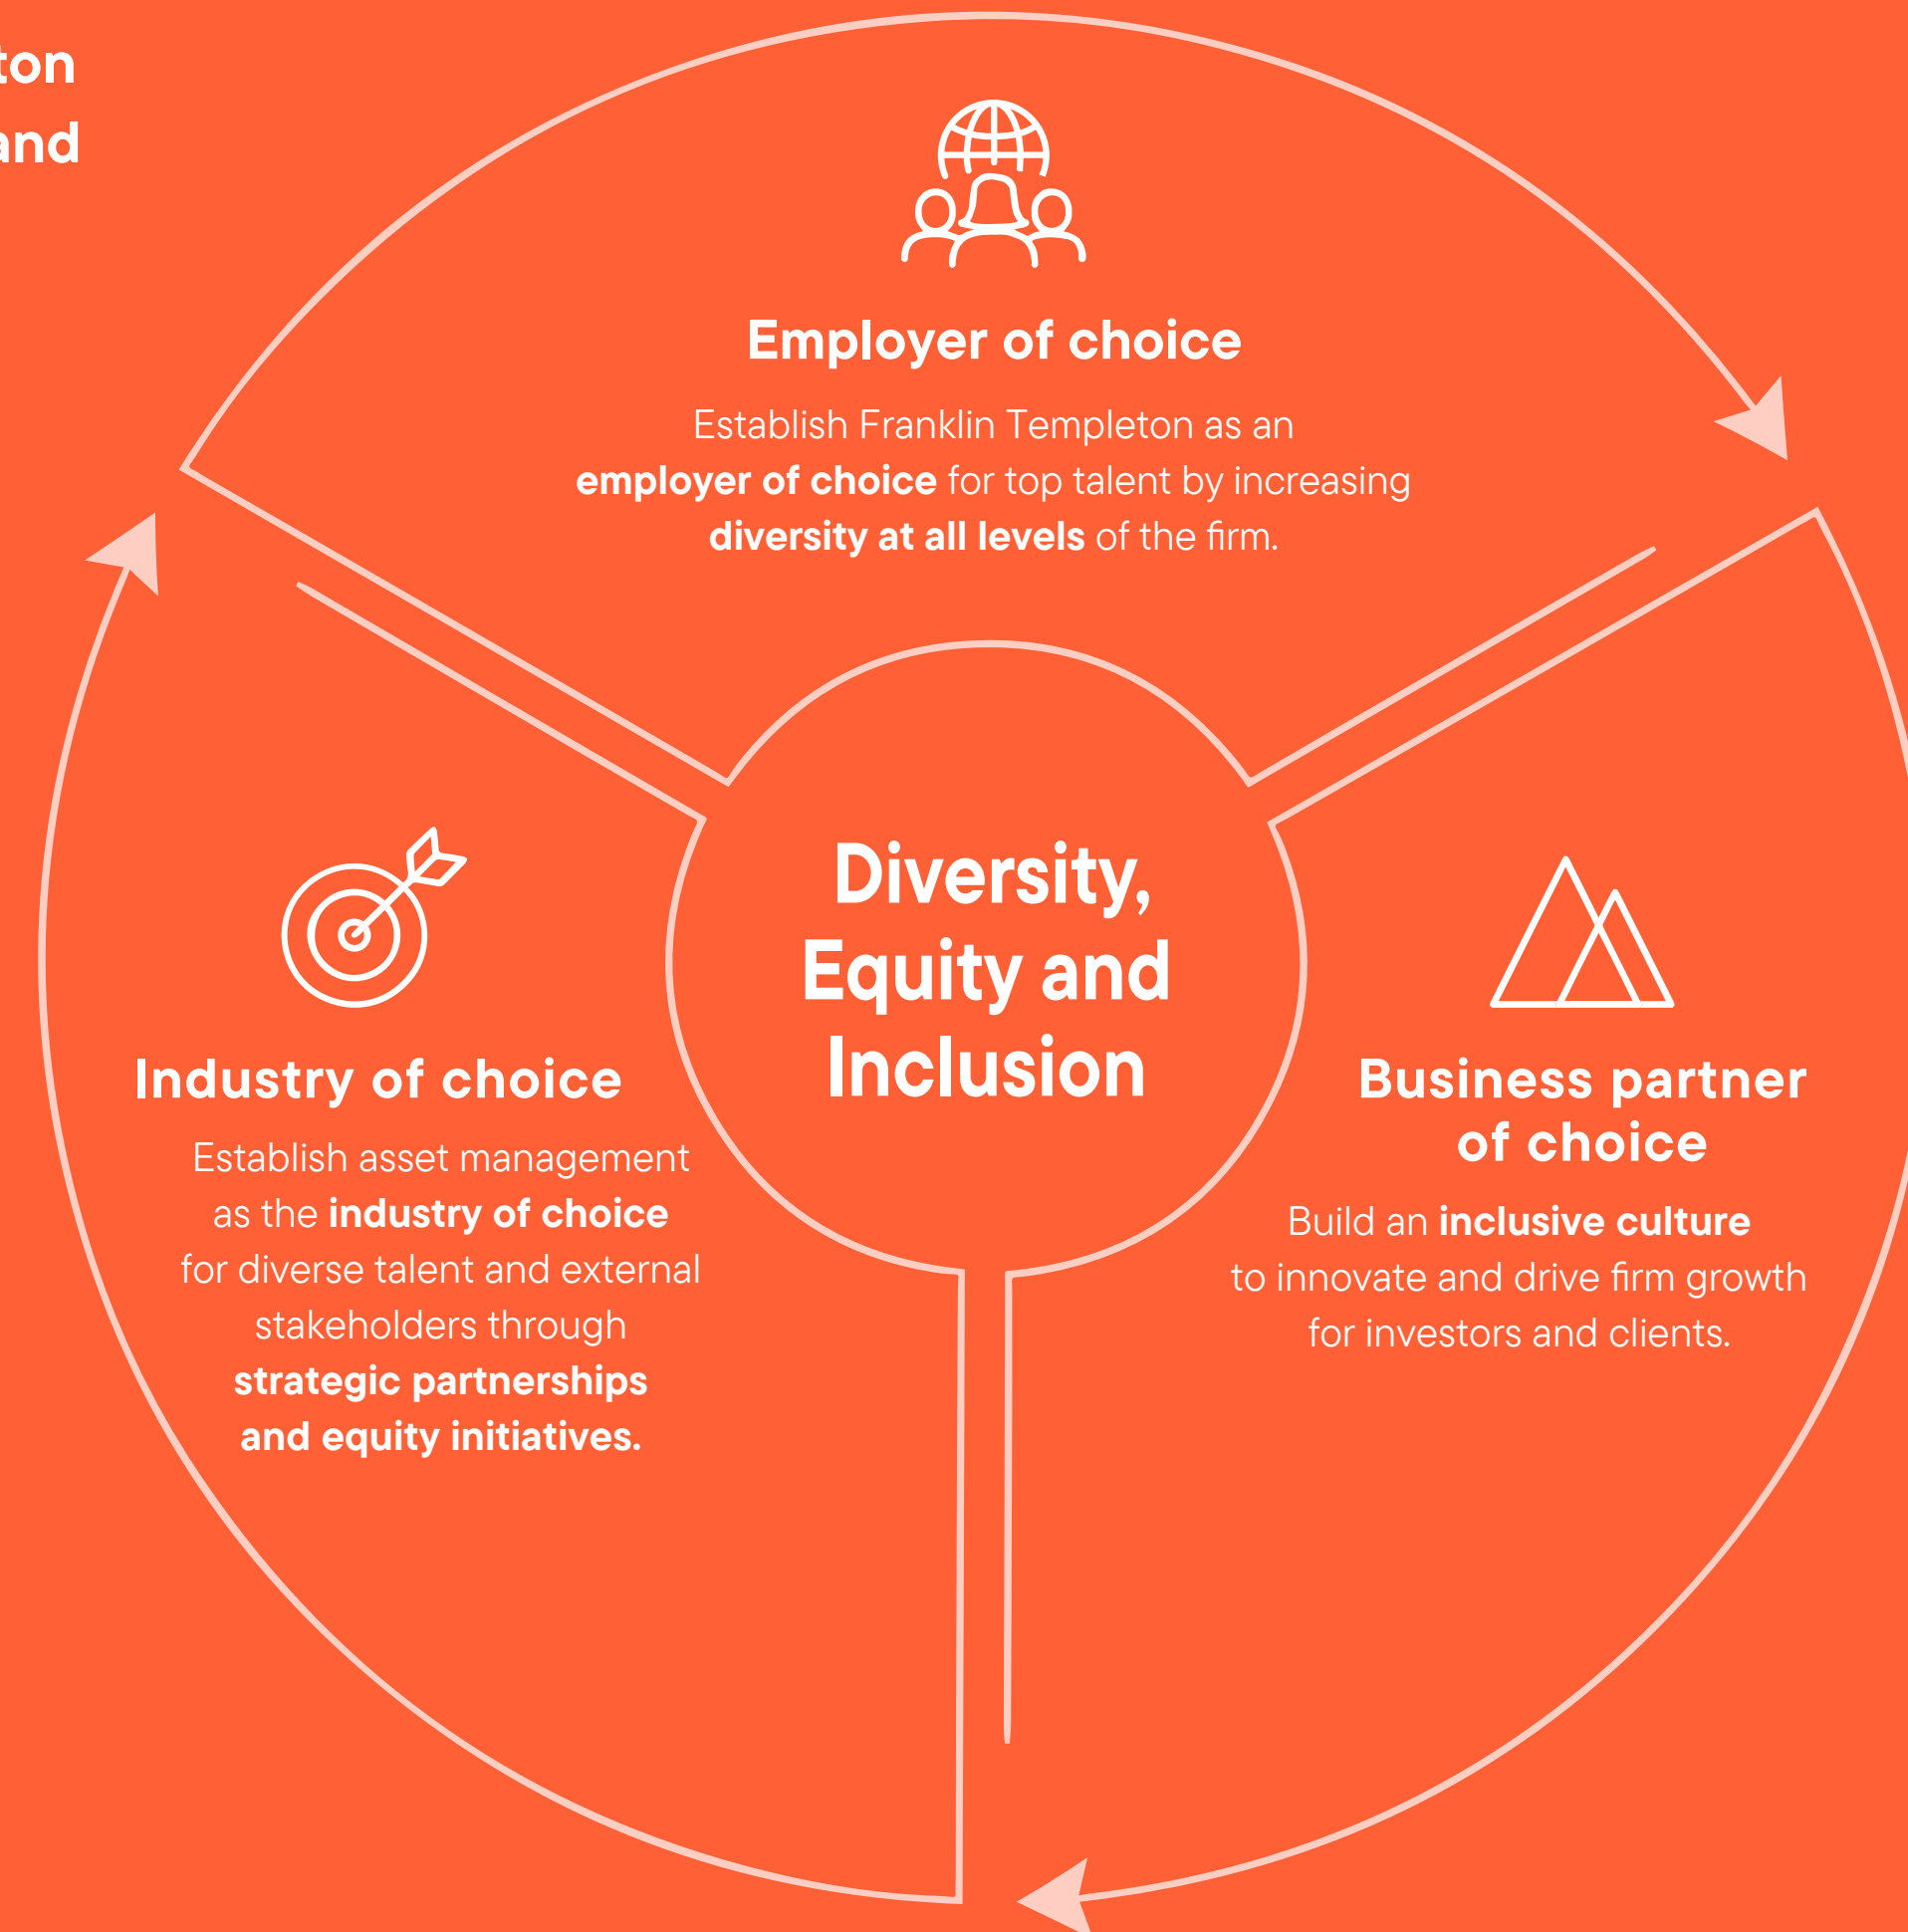 and
Employer of choice
Establish Franklin Templeton as an
employer of choice for top talent by increasing
diversity at all levels of the firm.
Diversity,
Equity and
Inclusion
Industry of choice
Establish asset management
as the industry of choice
for diverse talent and external
stakeholders through
strategic partnerships
and equity initiatives.
Business partner
of choice
Build an inclusive culture
to innovate and drive firm growth
for investors and clients.